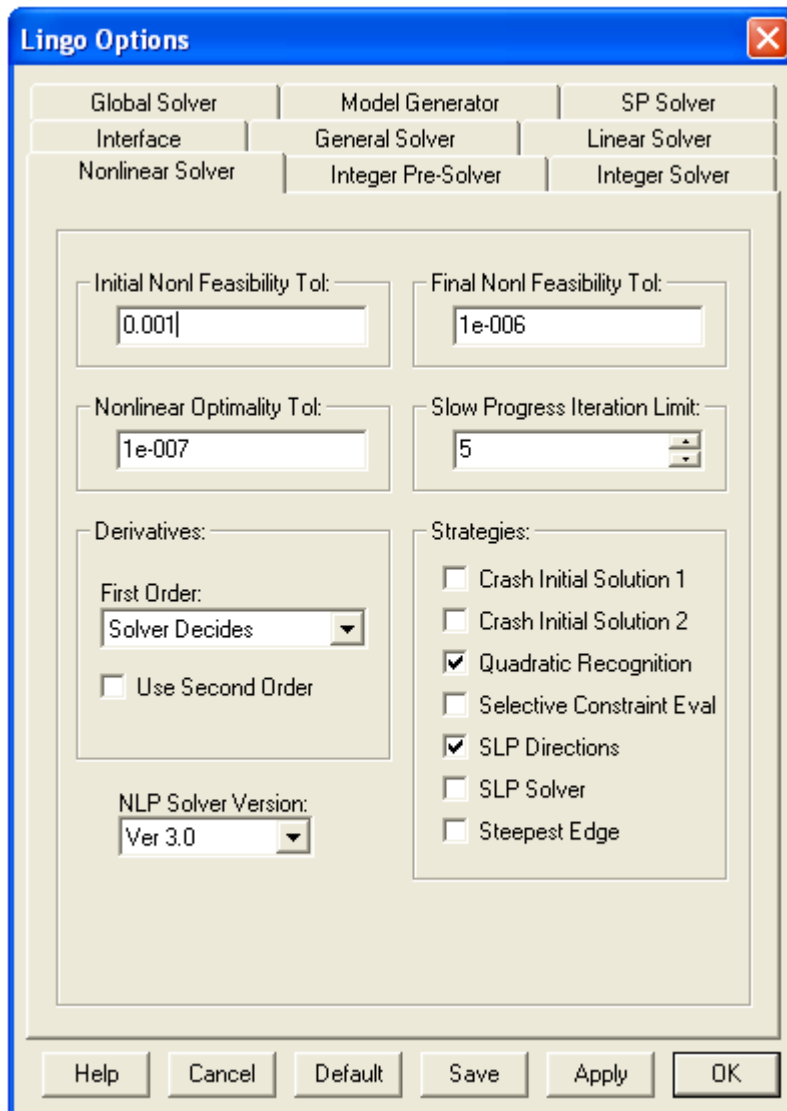 Lingo Options
Global Solver Model Generator SP Solver
Interface General Solver Linear Solver
Nonlinear Solver Integer Pre-Solver Integer Solver
Initial Nonl Feasibility Tol: Final Nonl Feasibility Tol:
0.001 1e-006
Nonlinear Optimality Tol: Slow Progress Iteration Limit:
1e-007 5
Derivatives:
First Order:
Solver Decides
Use Second Order
NLP Solver Version:
Ver 3.0
Strategies:
Crash Initial Solution 1
Crash Initial Solution 2
Quadratic Recognition
Selective Constraint Eval
SLP Directions
SLP Solver
Steepest Edge
Help Cancel Default Save Apply OK